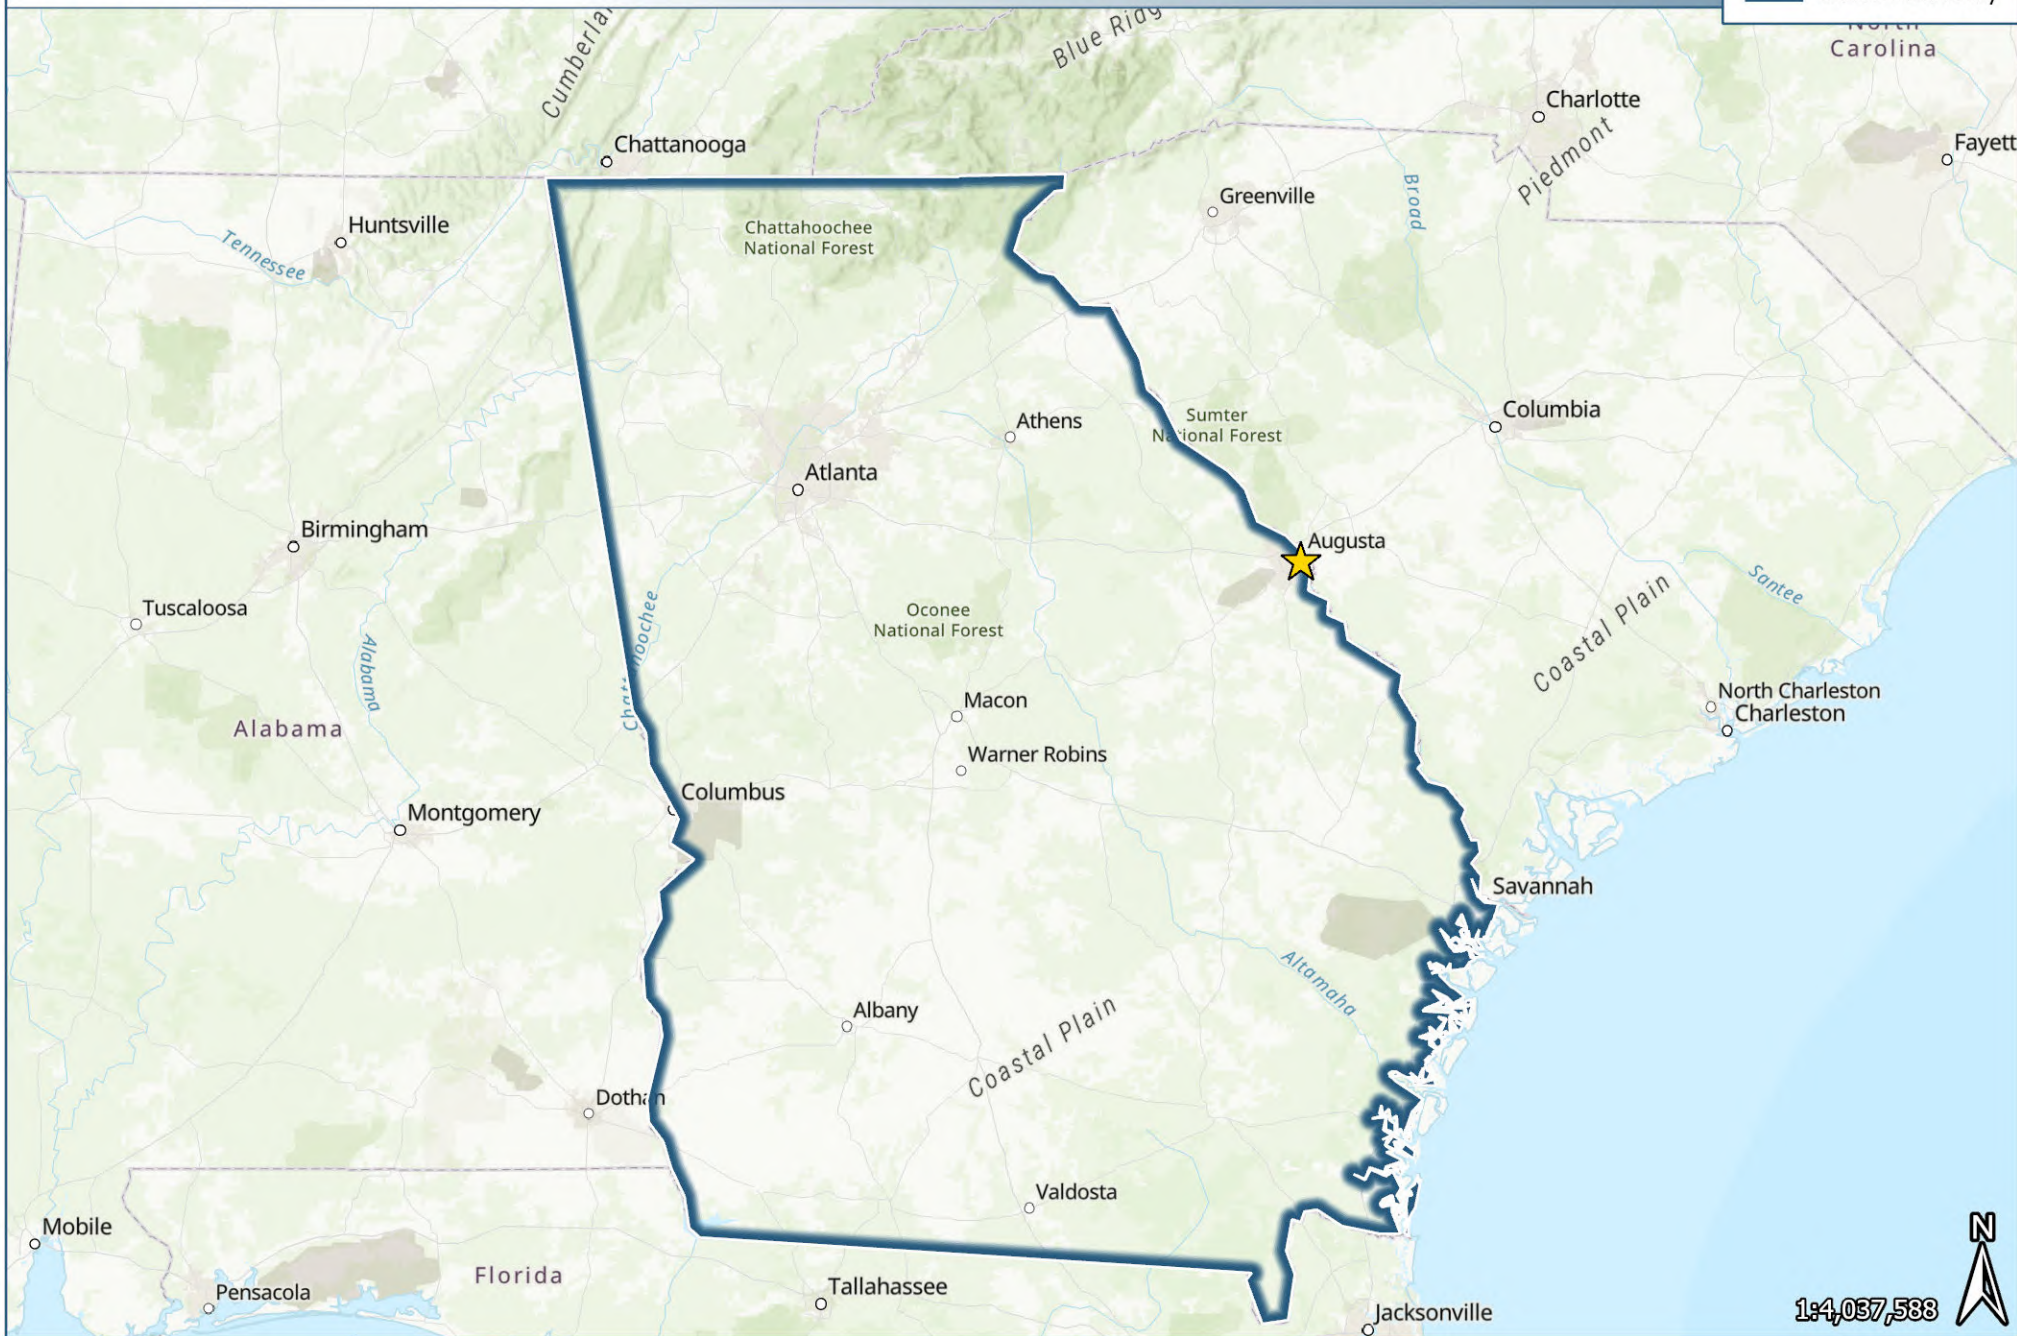 North
Carolina
Blue Ridg
Cumberlan
Charlotte
Piedmont
Fayett
Chattanooga
Greenville
Broad
Huntsville
Tennessee
Chattahoochee
National Forest
Athens
Sumter
National Forest
Columbia
Atlanta
Birmingham
Augusta
Santee
Tuscaloosa
Oconee
National Forest
Coastal Plain
Chattahoochee
Alabama
Alabama
Macon
North Charleston
Charleston
Warner Robins
Columbus
Montgomery
Savannah
Altamaha
Albany
Coastal Plain
Dothan
Valdosta
Mobile
Florida
Pensacola
Tallahassee
Jacksonville
N
1:4,037,588